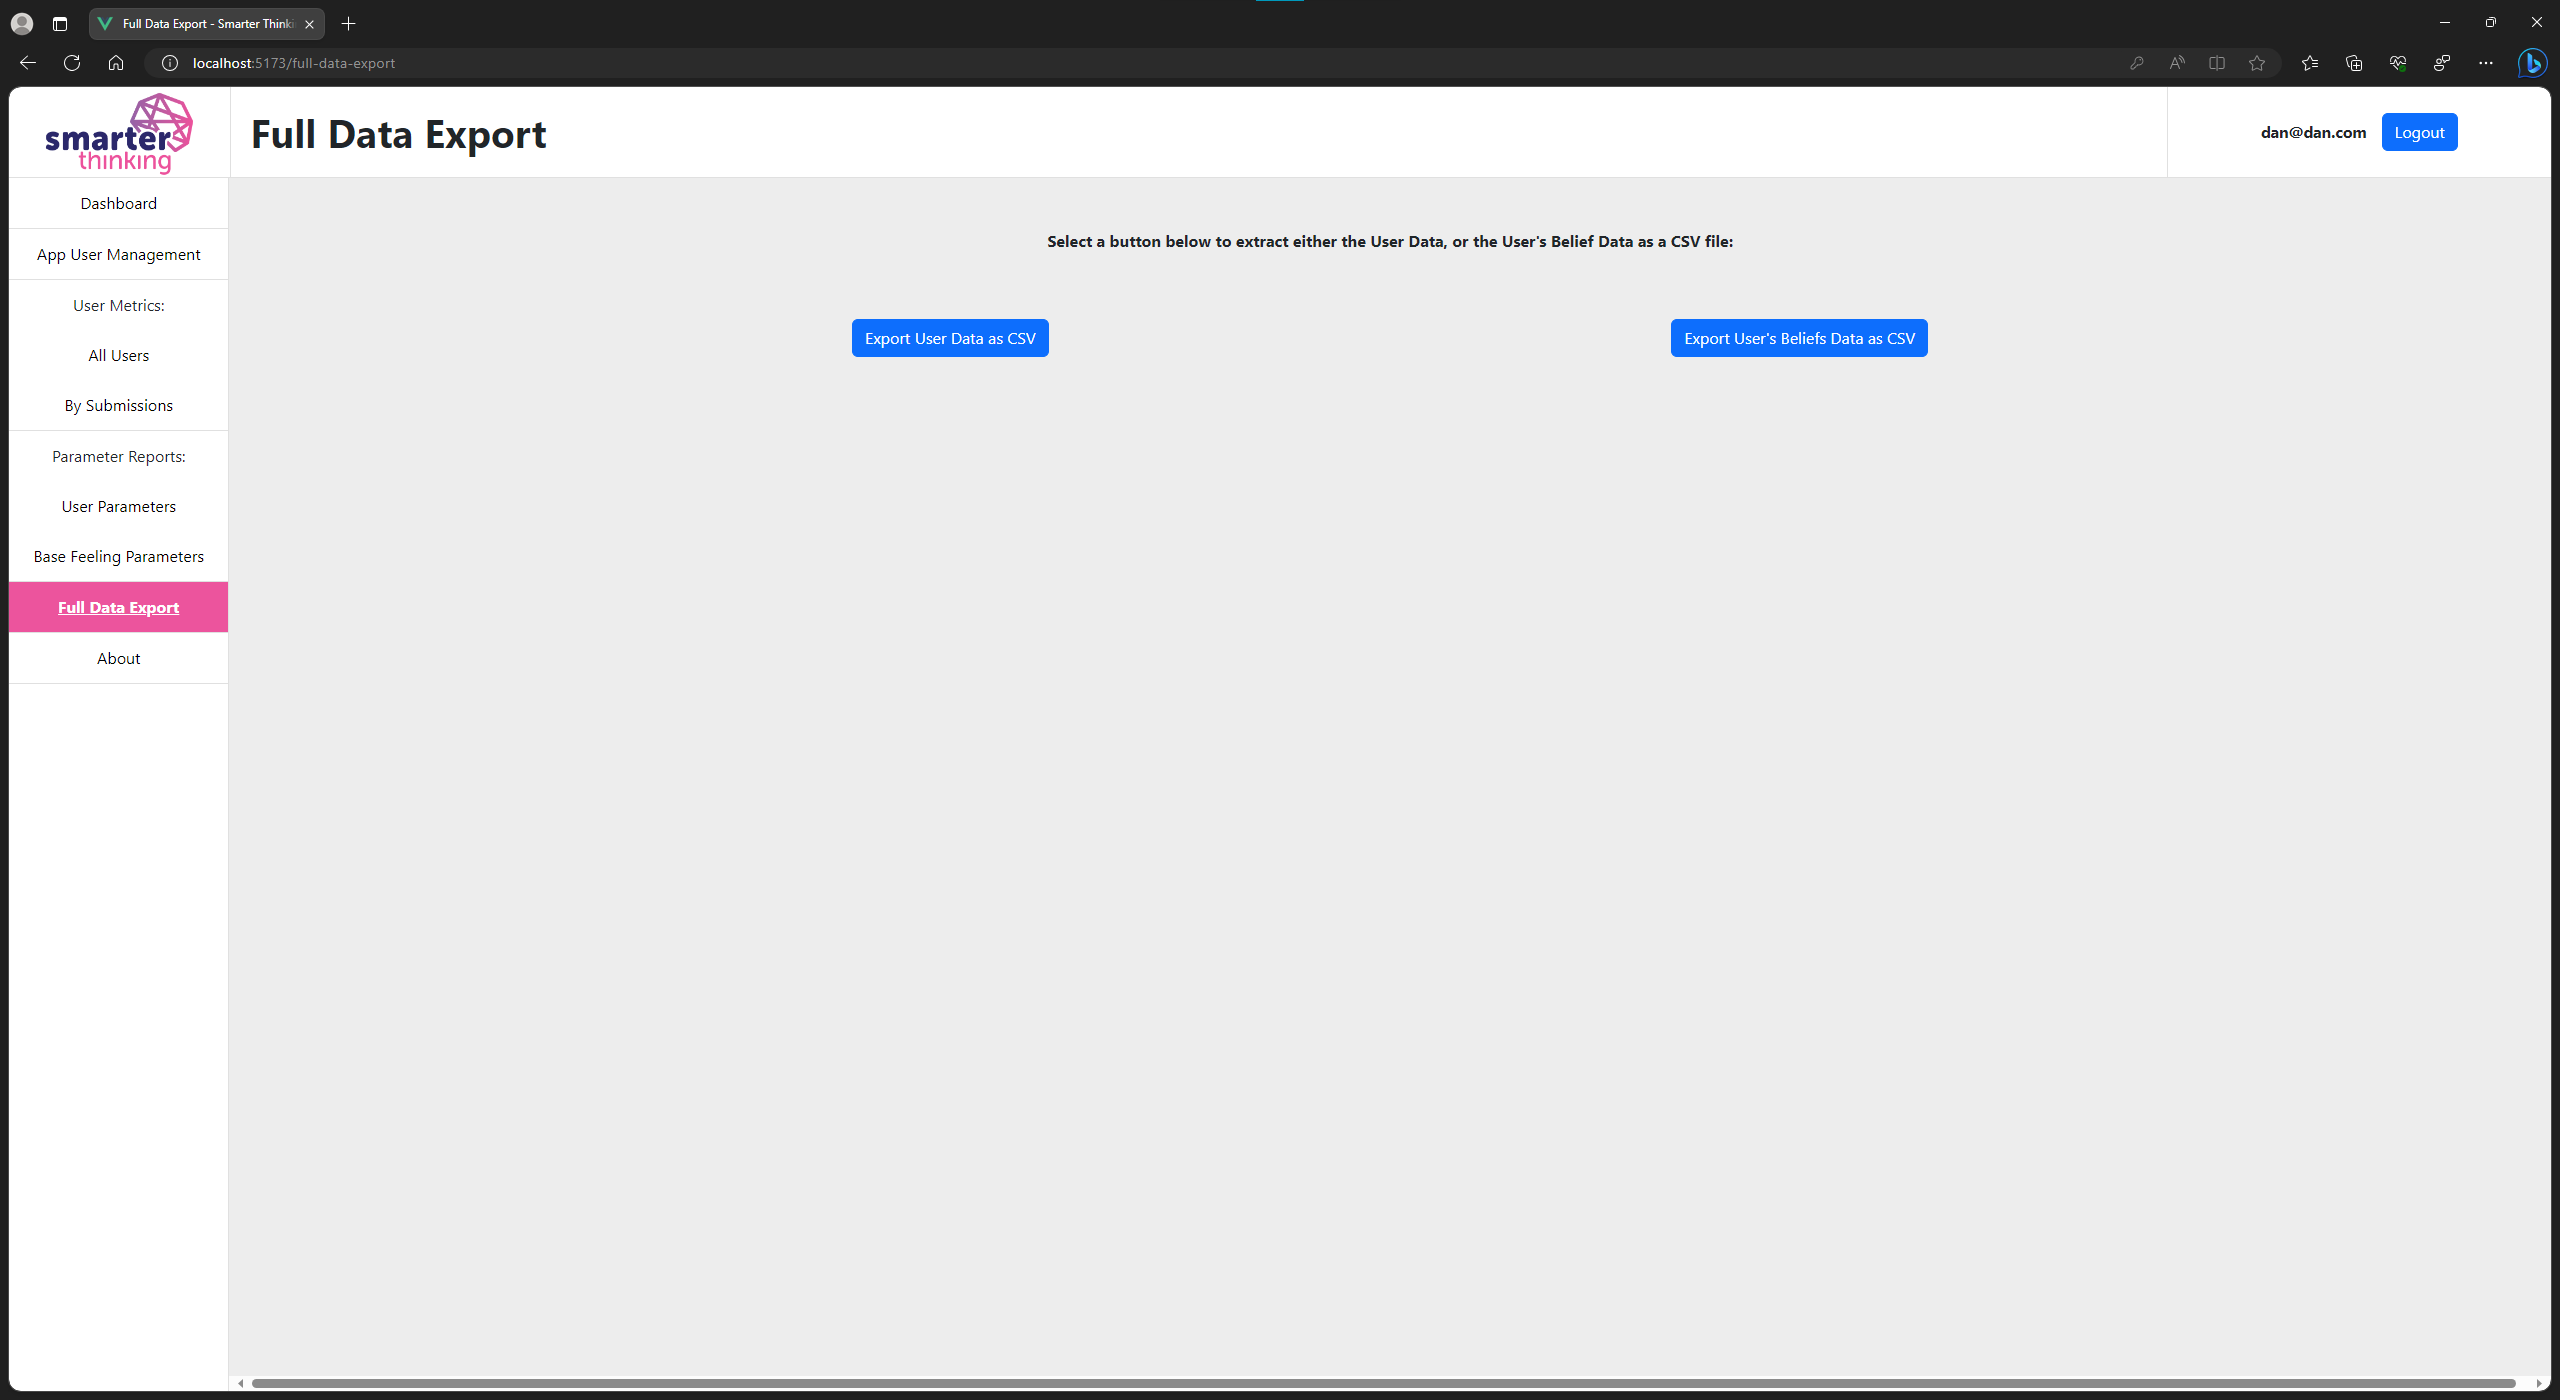 Full Data Export - Smarter Thinki
localhost:5173/full-data-export
smarter
thinking
Full Data Export
dan@dan.com
Logout
Dashboard
App User Management
User Metrics:
All Users
By Submissions
Parameter Reports:
User Parameters
Base Feeling Parameters
Full Data Export
About
Select a button below to extract either the User Data, or the User's Belief Data as a CSV file:
Export User Data as CSV
Export User's Beliefs Data as CSV